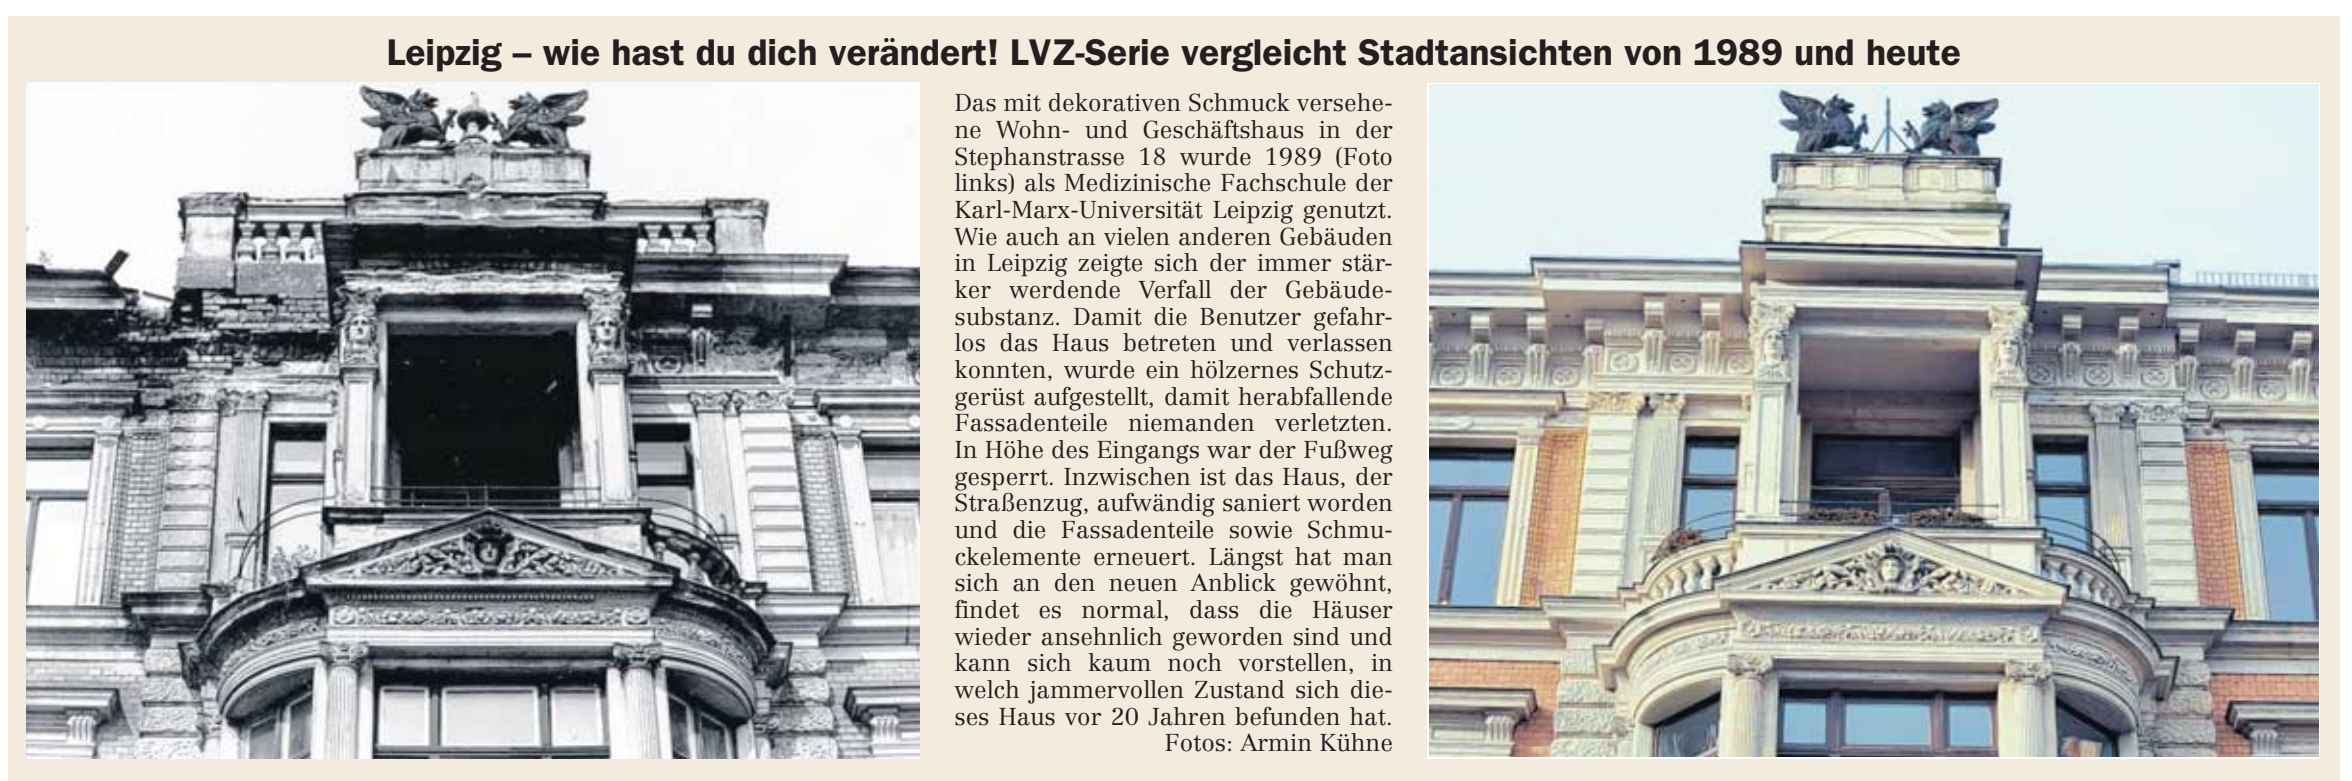 Leipzig – wie hast du dich verändert! LVZ-Serie vergleicht Stadtansichten von 1989 und heute
Das mit dekorativen Schmuck versehe-
ne Wohn- und Geschäftshaus in der
Stephanstrasse 18 wurde 1989 (Foto
links) als Medizinische Fachschule der
Karl-Marx-Universität Leipzig genutzt.
Wie auch an vielen anderen Gebäuden
in Leipzig zeigte sich der immer stär-
ker werdende Verfall der Gebäude-
substanz. Damit die Benutzer gefahr-
los das Haus betreten und verlassen
konnten, wurde ein hölzernes Schutz-
gerüst aufgestellt, damit herabfallende
Fassadenteile niemanden verletzten.
In Höhe des Eingangs war der Fußweg
gesperrt. Inzwischen ist das Haus, der
Straßenzug, aufwändig saniert worden
und die Fassadenteile sowie Schmu-
ckelemente erneuert. Längst hat man
sich an den neuen Anblick gewöhnt,
findet es normal, dass die Häuser
wieder ansehnlich geworden sind und
kann sich kaum noch vorstellen, in
welch jammervollen Zustand sich die-
ses Haus vor 20 Jahren befunden hat.
Fotos: Armin Kühne